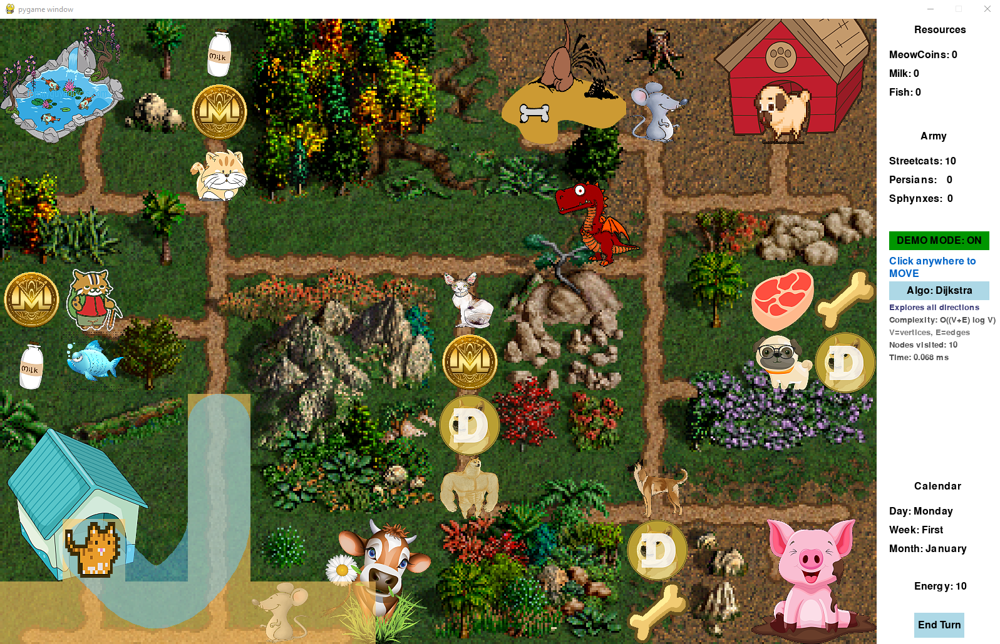 pygame window
Resources
MeowCoins: 0
Milk: 0
Fish: 0
Army
Streetcats: 10
Persians: 0
Sphynxes: 0
DEMO MODE: ON
Click anywhere to
MOVE
Algo: Dijkstra
Explores all directions
Complexity: O((V+E) log V)
V=vertices, E=edges
Nodes visited: 10
Time: 0.068 ms
Calendar
Day: Monday
Week: First
Month: January
Energy: 10
End Turn
Milk
M
M
Milk
M
D
D
D